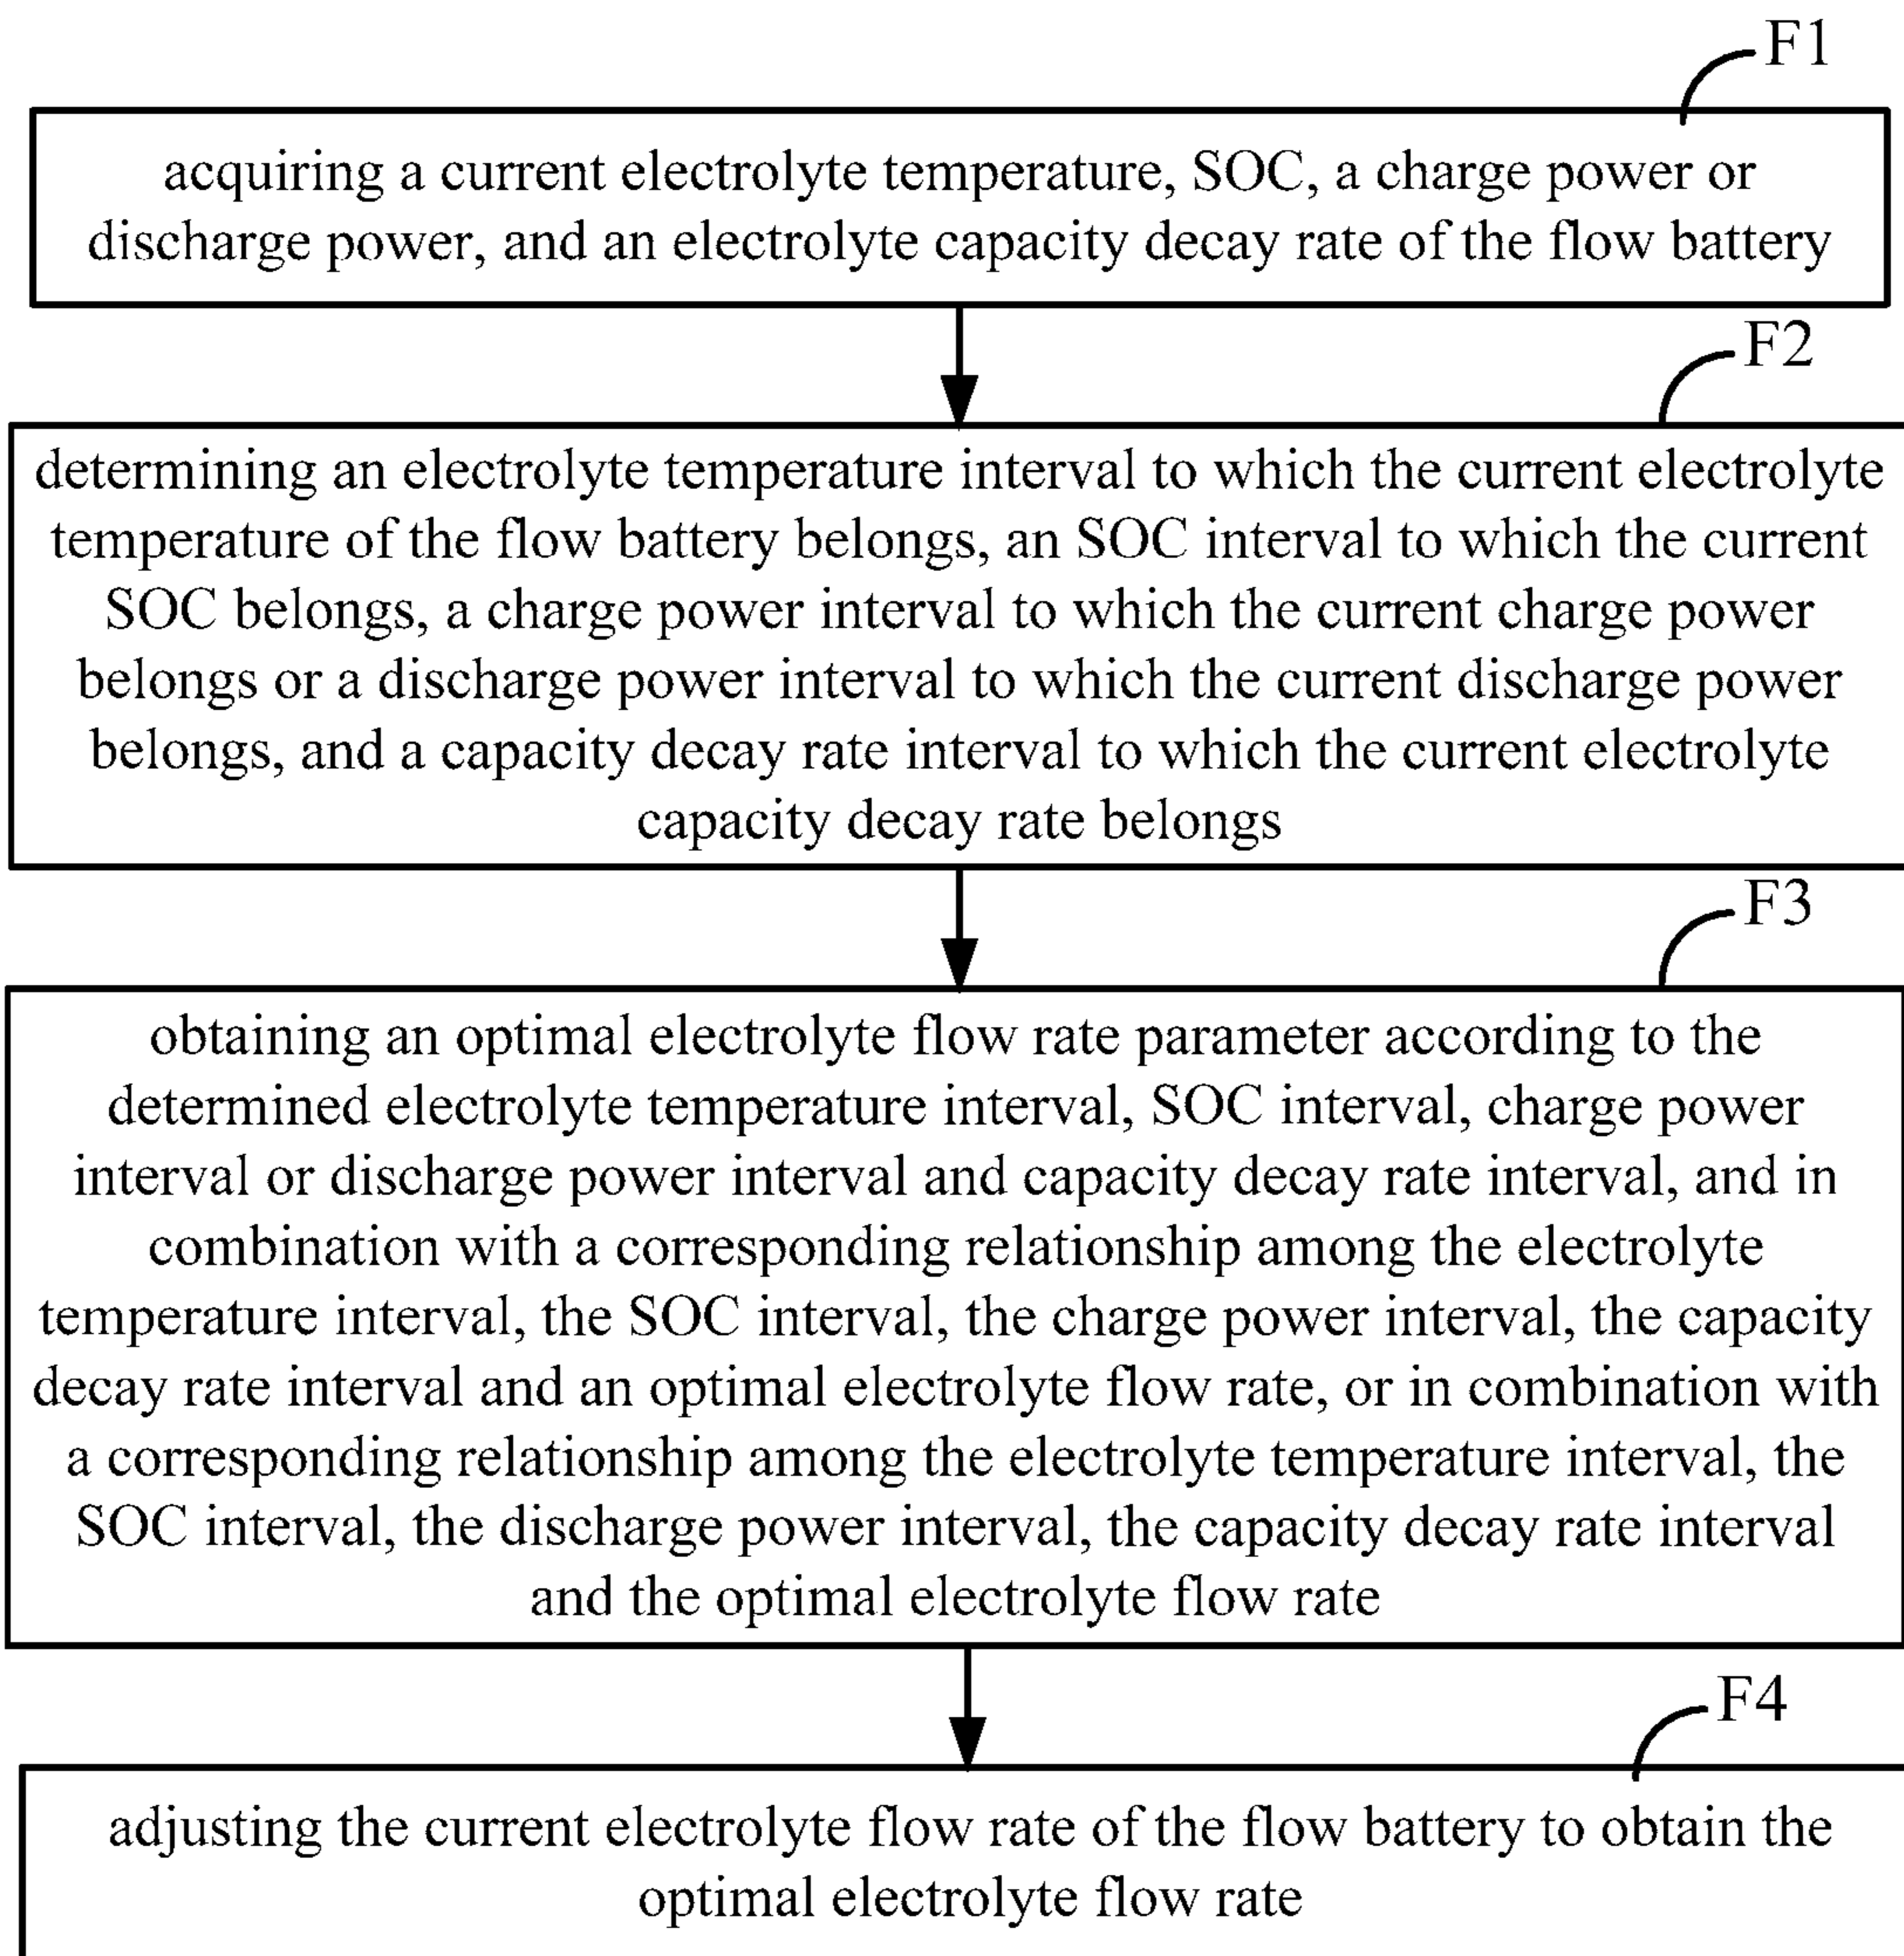 F1
acquiring a current electrolyte temperature, SOC, a charge power or
discharge power, and an electrolyte capacity decay rate of the flow battery
F2
determining an electrolyte temperature interval to which the current electrolyte
temperature of the flow battery belongs, an SOC interval to which the current
SOC belongs, a charge power interval to which the current charge power
belongs or a discharge power interval to which the current discharge power
belongs, and a capacity decay rate interval to which the current electrolyte
capacity decay rate belongs
F3
obtaining an optimal electrolyte flow rate parameter according to the
determined electrolyte temperature interval, SOC interval, charge power
interval or discharge power interval and capacity decay rate interval, and in
combination with a corresponding relationship among the electrolyte
temperature interval, the SOC interval, the charge power interval, the capacity
decay rate interval and an optimal electrolyte flow rate, or in combination with
a corresponding relationship among the electrolyte temperature interval, the
SOC interval, the discharge power interval, the capacity decay rate interval
and the optimal electrolyte flow rate
F4
adjusting the current electrolyte flow rate of the flow battery to obtain the
optimal electrolyte flow rate